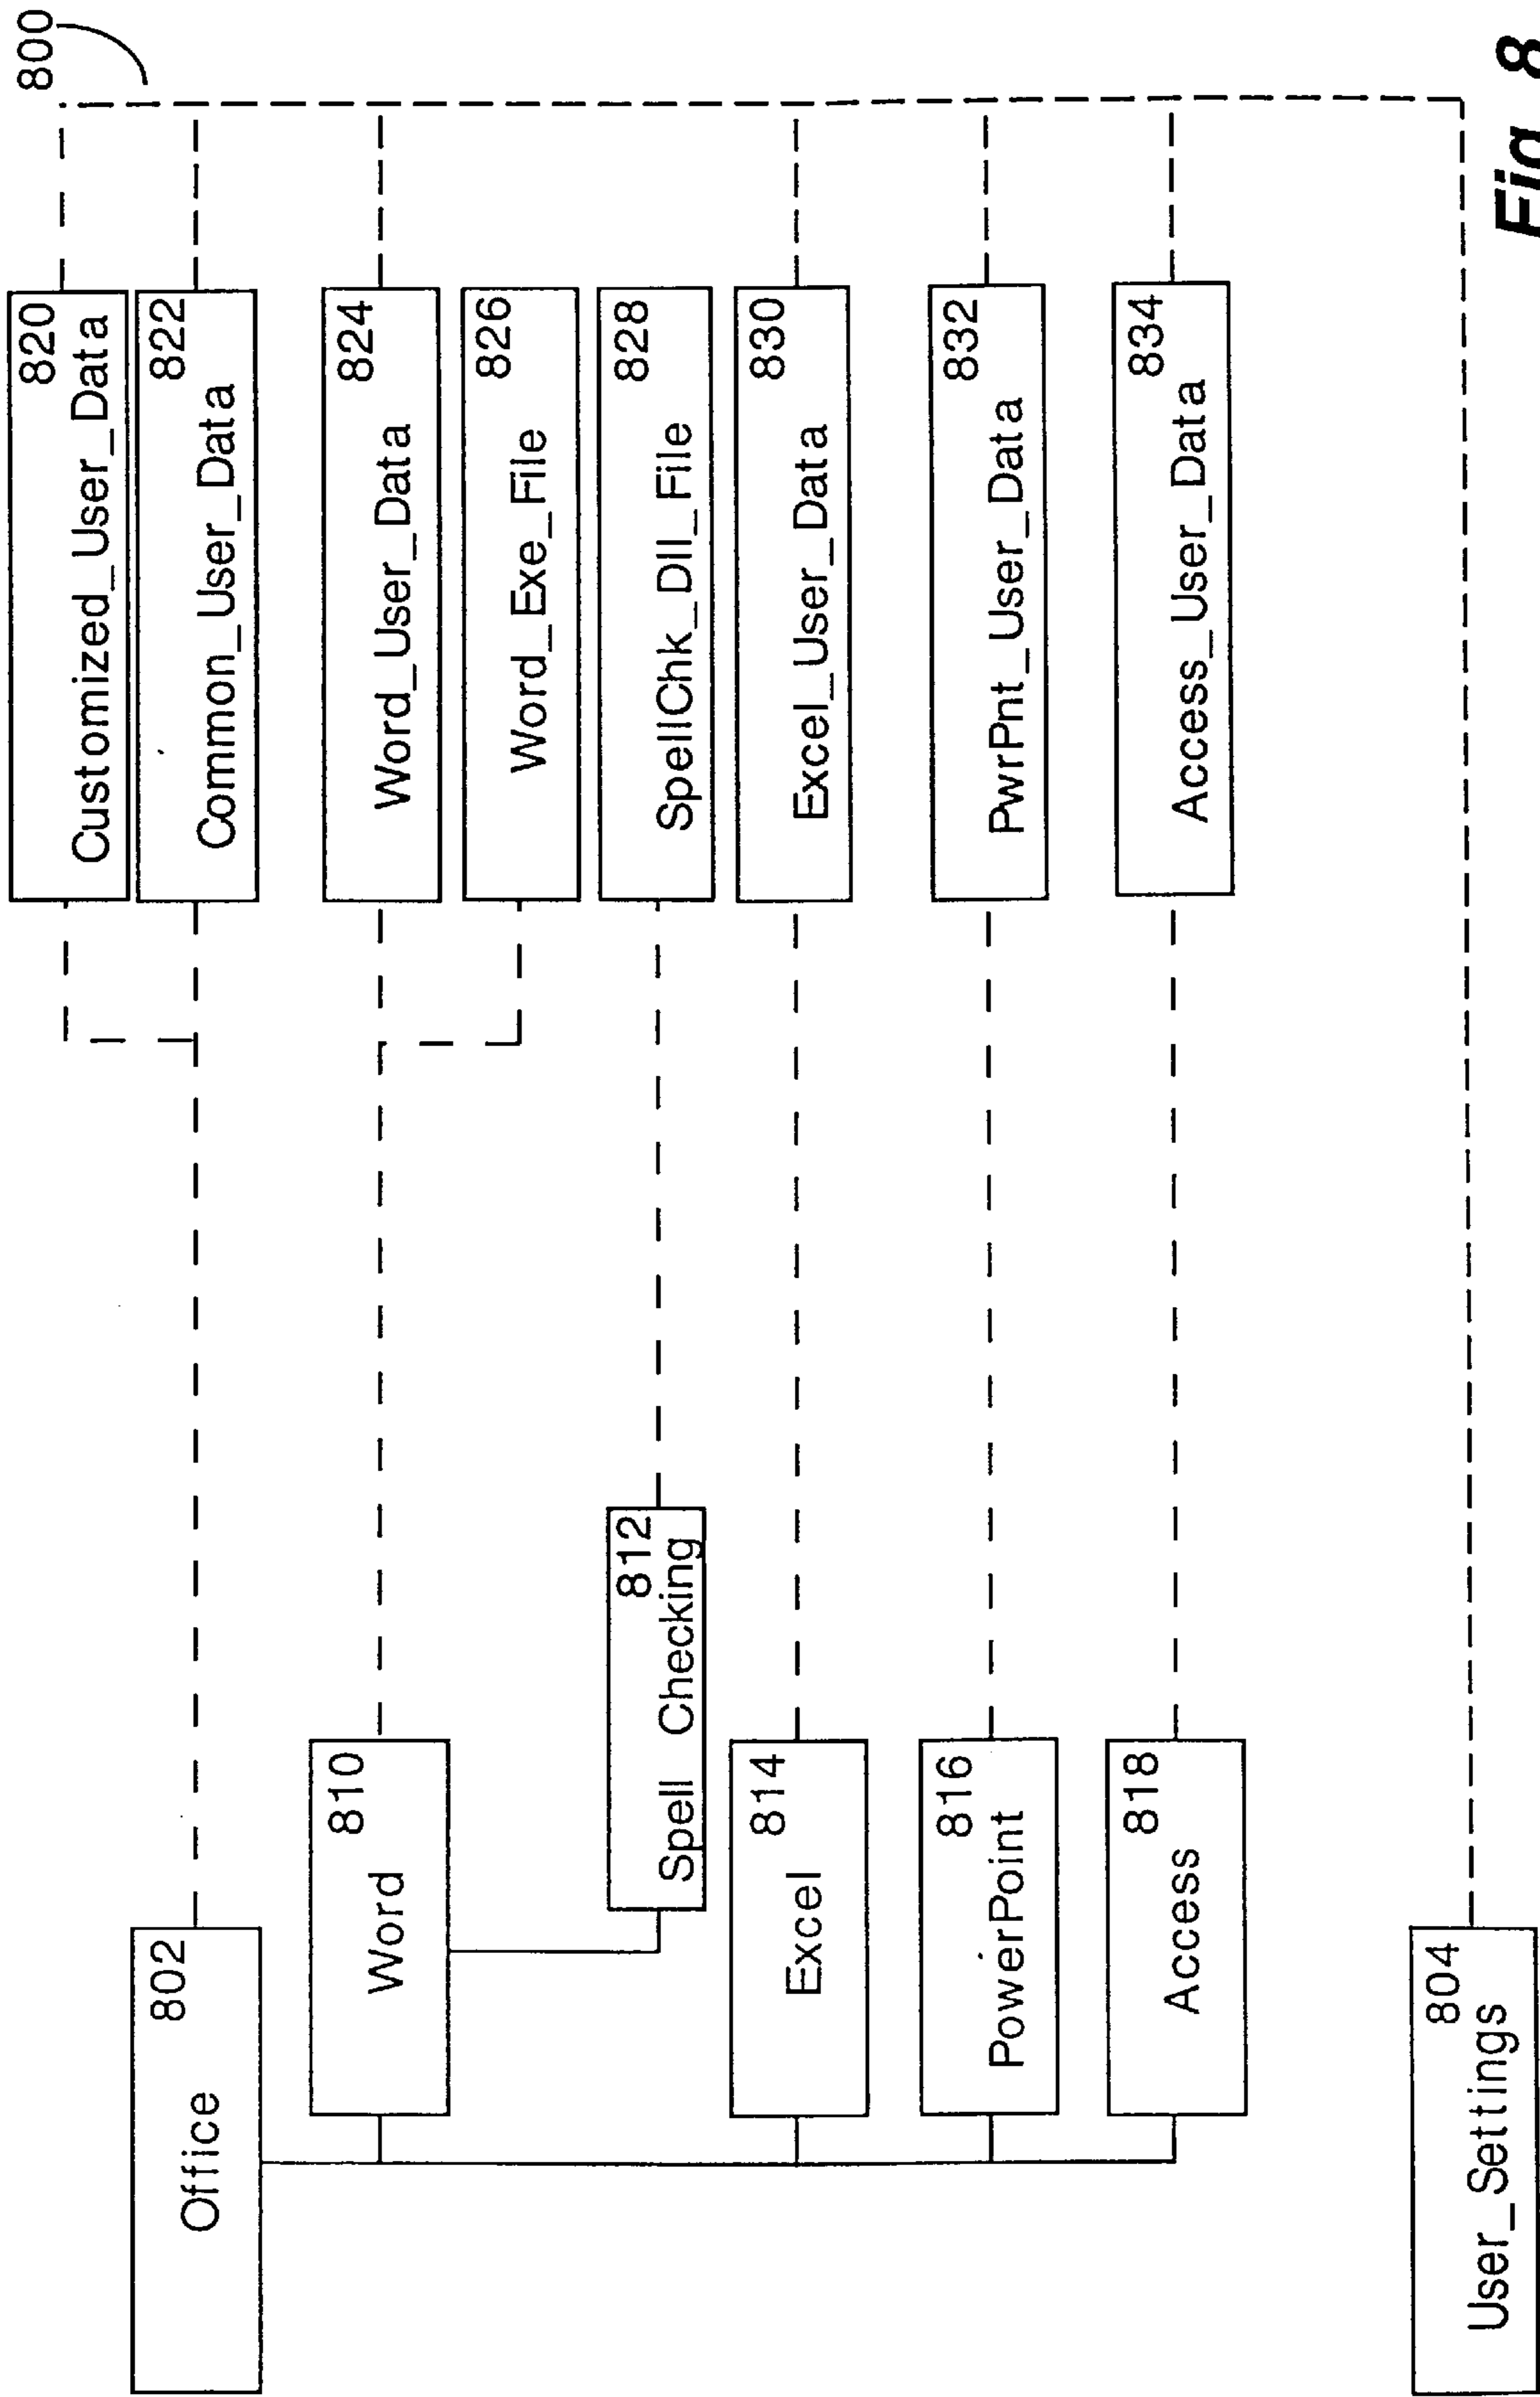 800
802
Office
820
Customized_User_Data
822
Common_User_Data
810
Word
824
Word_User_Data
826
Word_Exe_File
812
Spell Checking
828
SpellChk_Dll_File
814
Excel
830
Excel_User_Data
816
PowerPoint
832
PwrPnt_User_Data
818
Access
834
Access_User_Data
804
User_Settings
Fig. 8